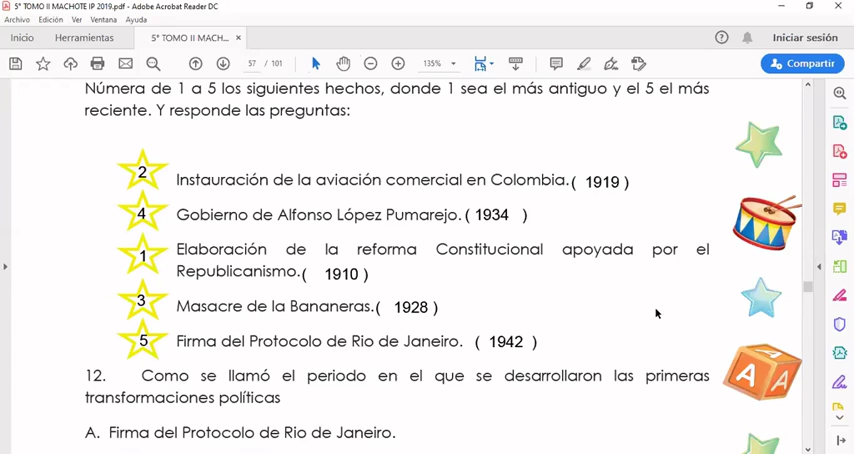 5° TOMO II MACHOTE IP 2019.pdf - Adobe Acrobat Reader DC
Archivo Edición Ver Ventana Ayuda
Inicio Herramientas 5° TOMO II MACH... × Iniciar sesión
57 / 101 135% Compartir
Númera de 1 a 5 los siguientes hechos, donde 1 sea el más antiguo y el 5 el más
reciente. Y responde las preguntas:
2 Instauración de la aviación comercial en Colombia. ( 1919 )
4 Gobierno de Alfonso López Pumarejo. ( 1934 )
1 Elaboración de la reforma Constitucional apoyada por el
Republicanismo. ( 1910 )
3 Masacre de la Bananeras. ( 1928 )
5 Firma del Protocolo de Rio de Janeiro. ( 1942 )
12. Como se llamó el periodo en el que se desarrollaron las primeras
transformaciones políticas
A. Firma del Protocolo de Rio de Janeiro.
A A